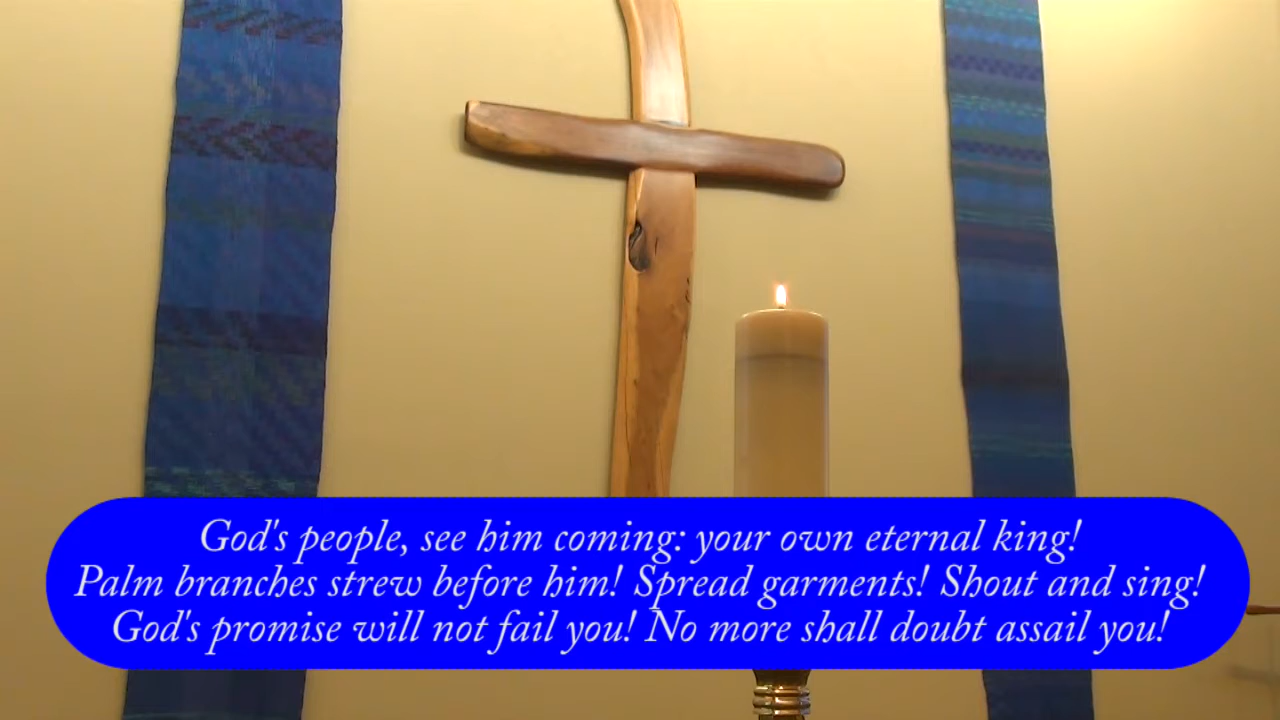 God's people, see him coming: your own eternal king!
Palm branches strew before him! Spread garments! Shout and sing!
God's promise will not fail you! No more shall doubt assail you!